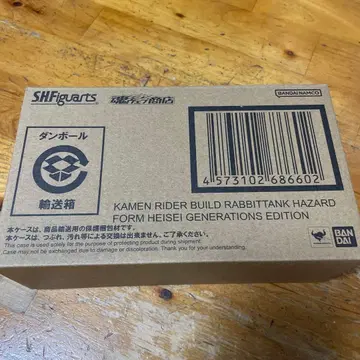 S.H.Figuarts
魂ウェブ商店
BANDAI NAMCO
ダンボール
輸送箱
4 573102 686602
KAMEN RIDER BUILD RABBITTANK HAZARD
FORM HEISEI GENERATIONS EDITION
本ケースは、商品輸送用の保護梱包材です。
本ケースは、つぶれ、汚れ等による交換は出来ません、ご了承ください。
This case is used solely for the purpose of protecting product during shipment.
Case may not be exchanged due to damage or discoloration. Thank you for your understanding.
BAN
DAI